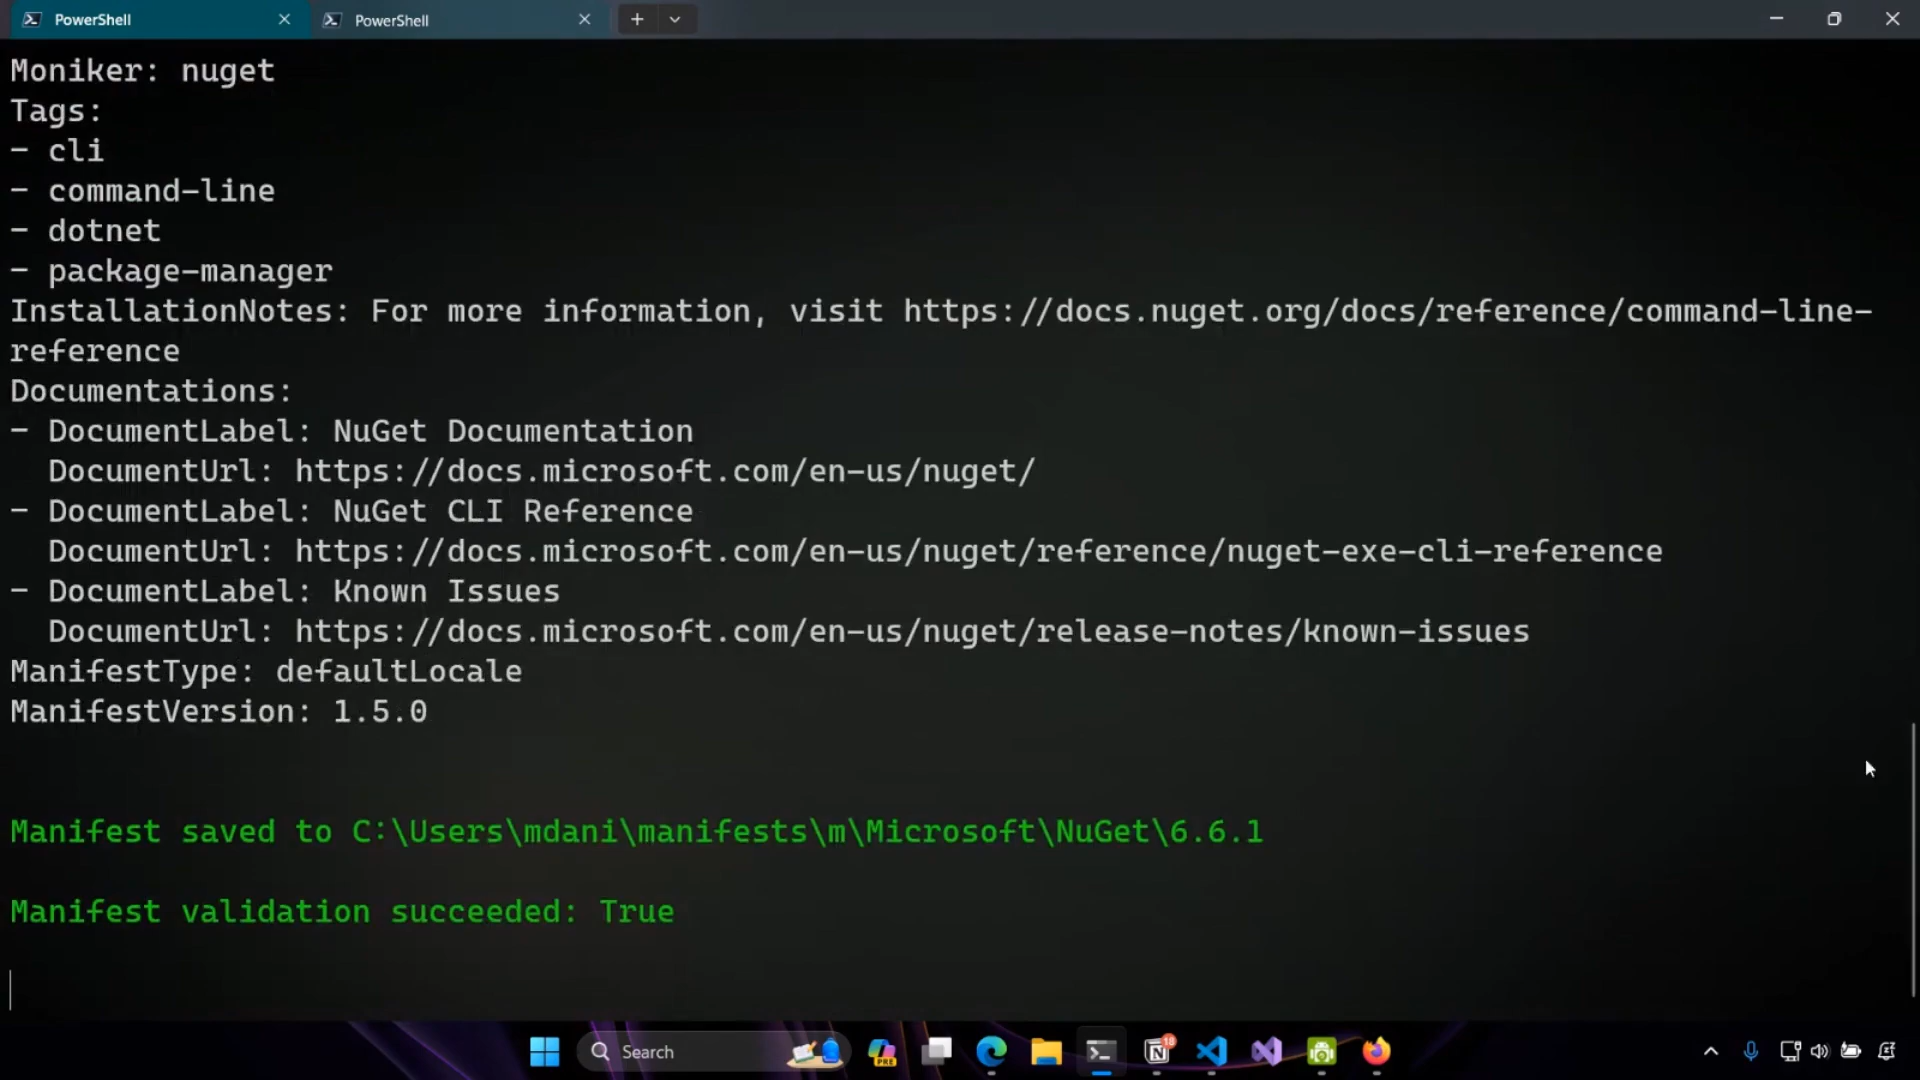 PowerShell
PowerShell
Moniker: nuget
Tags:
- cli
- command-line
- dotnet
- package-manager
InstallationNotes: For more information, visit https://docs.nuget.org/docs/reference/command-line-
reference
Documentations:
- DocumentLabel: NuGet Documentation
DocumentUrl: https://docs.microsoft.com/en-us/nuget/
- DocumentLabel: NuGet CLI Reference
DocumentUrl: https://docs.microsoft.com/en-us/nuget/reference/nuget-exe-cli-reference
- DocumentLabel: Known Issues
DocumentUrl: https://docs.microsoft.com/en-us/nuget/release-notes/known-issues
ManifestType: defaultLocale
ManifestVersion: 1.5.0
Manifest saved to C:\Users\mdani\manifests\m\Microsoft\NuGet\6.6.1
Manifest validation succeeded: True
Search
PRE
18